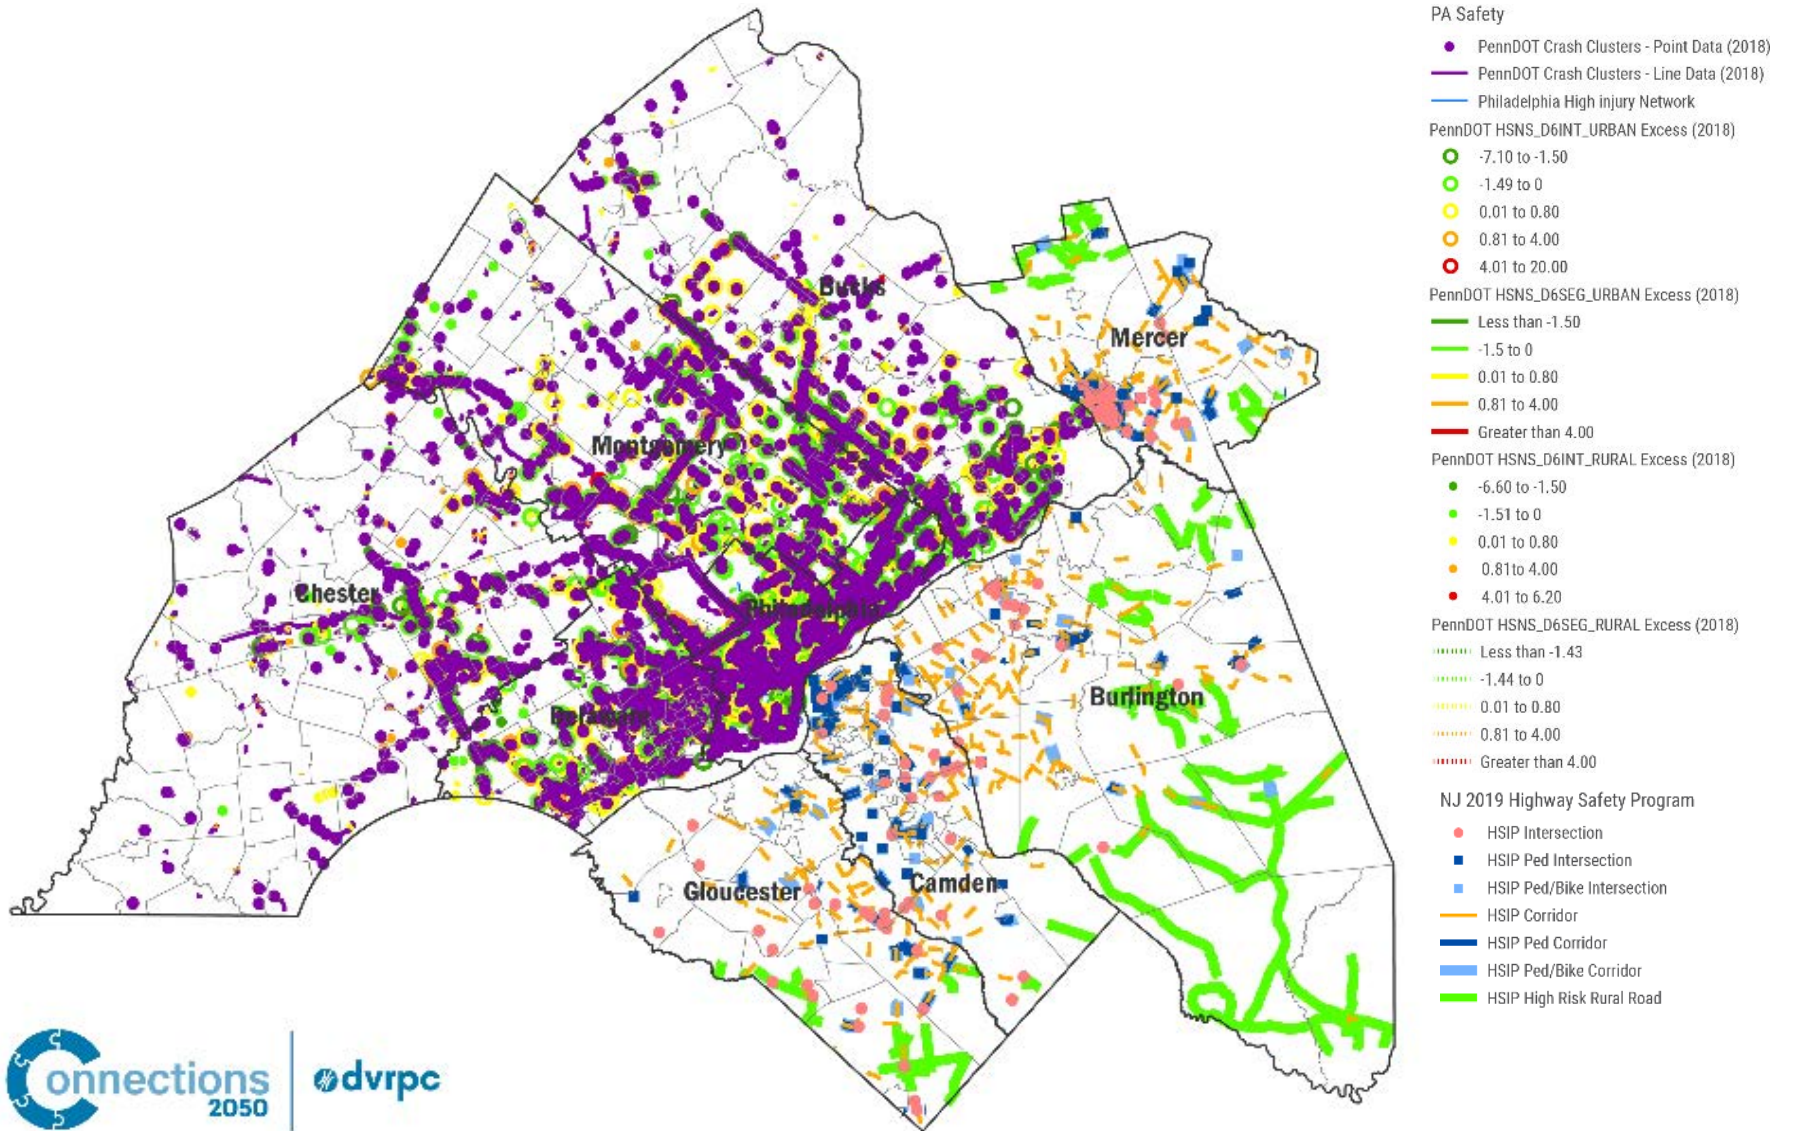 PA Safety
PennDOT Crash Clusters - Point Data (2018)
PennDOT Crash Clusters - Line Data (2018)
Philadelphia High injury Network
PennDOT HSNS_D6INT_URBAN Excess (2018)
-7.10 to -1.50
-1.49 to 0
0.01 to 0.80
0.81 to 4.00
4.01 to 20.00
PennDOT HSNS_D6SEG_URBAN Excess (2018)
Less than -1.50
-1.5 to 0
0.01 to 0.80
0.81 to 4.00
Greater than 4.00
PennDOT HSNS_D6INT_RURAL Excess (2018)
-6.60 to -1.50
-1.51 to 0
0.01 to 0.80
0.81to 4.00
4.01 to 6.20
PennDOT HSNS_D6SEG_RURAL Excess (2018)
Less than -1.43
-1.44 to 0
0.01 to 0.80
0.81 to 4.00
Greater than 4.00
NJ 2019 Highway Safety Program
HSIP Intersection
HSIP Ped Intersection
HSIP Ped/Bike Intersection
HSIP Corridor
HSIP Ped Corridor
HSIP Ped/Bike Corridor
HSIP High Risk Rural Road
Bucks
Mercer
Montgomery
Chester
Philadelphia
Delaware
Burlington
Gloucester
Camden
Connections
2050
dvrpc